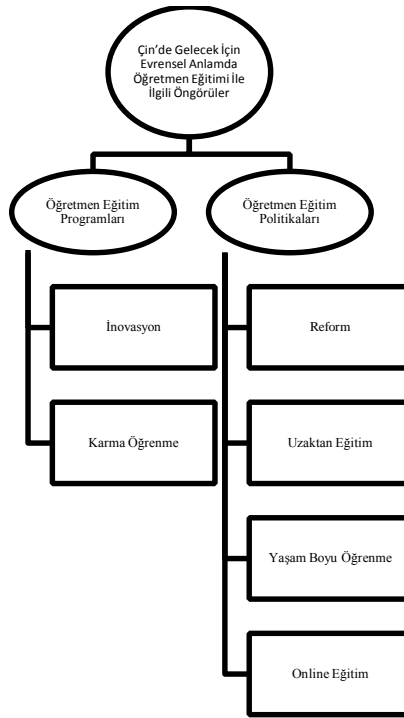 Çin’de Gelecek İçin
Evrensel Anlamda
Öğretmen Eğitimi İle
İlgili Öngörüler
Öğretmen Eğitim
Programları
Öğretmen Eğitim
Politikaları
İnovasyon
Reform
Karma Öğrenme
Uzaktan Eğitim
Yaşam Boyu Öğrenme
Online Eğitim